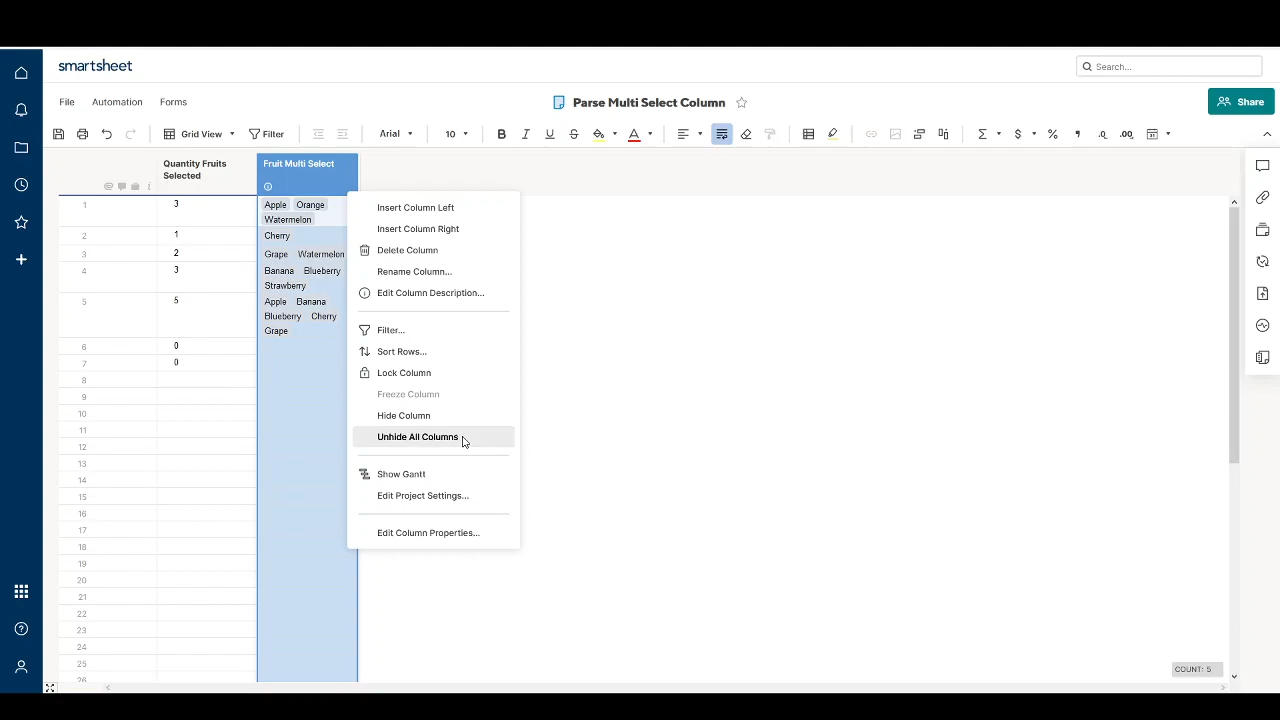 smartsheet
Search...
File Automation Forms
Parse Multi Select Column
Share
Grid View Filter Arial 10 B I U S A Σ $ % .0 .00
Quantity Fruits
Selected
Fruit Multi Select
1 3 Apple Orange
Watermelon
2 1 Cherry
3 2 Grape Watermelon
4 3 Banana Blueberry
Strawberry
5 5 Apple Banana
Blueberry Cherry
Grape
6 0
7 0
8
9
10
11
12
13
14
15
16
17
18
19
20
21
22
23
24
25
26
Insert Column Left
Insert Column Right
Delete Column
Rename Column...
Edit Column Description...
Filter...
Sort Rows...
Lock Column
Freeze Column
Hide Column
Unhide All Columns
Show Gantt
Edit Project Settings...
Edit Column Properties...
COUNT: 5